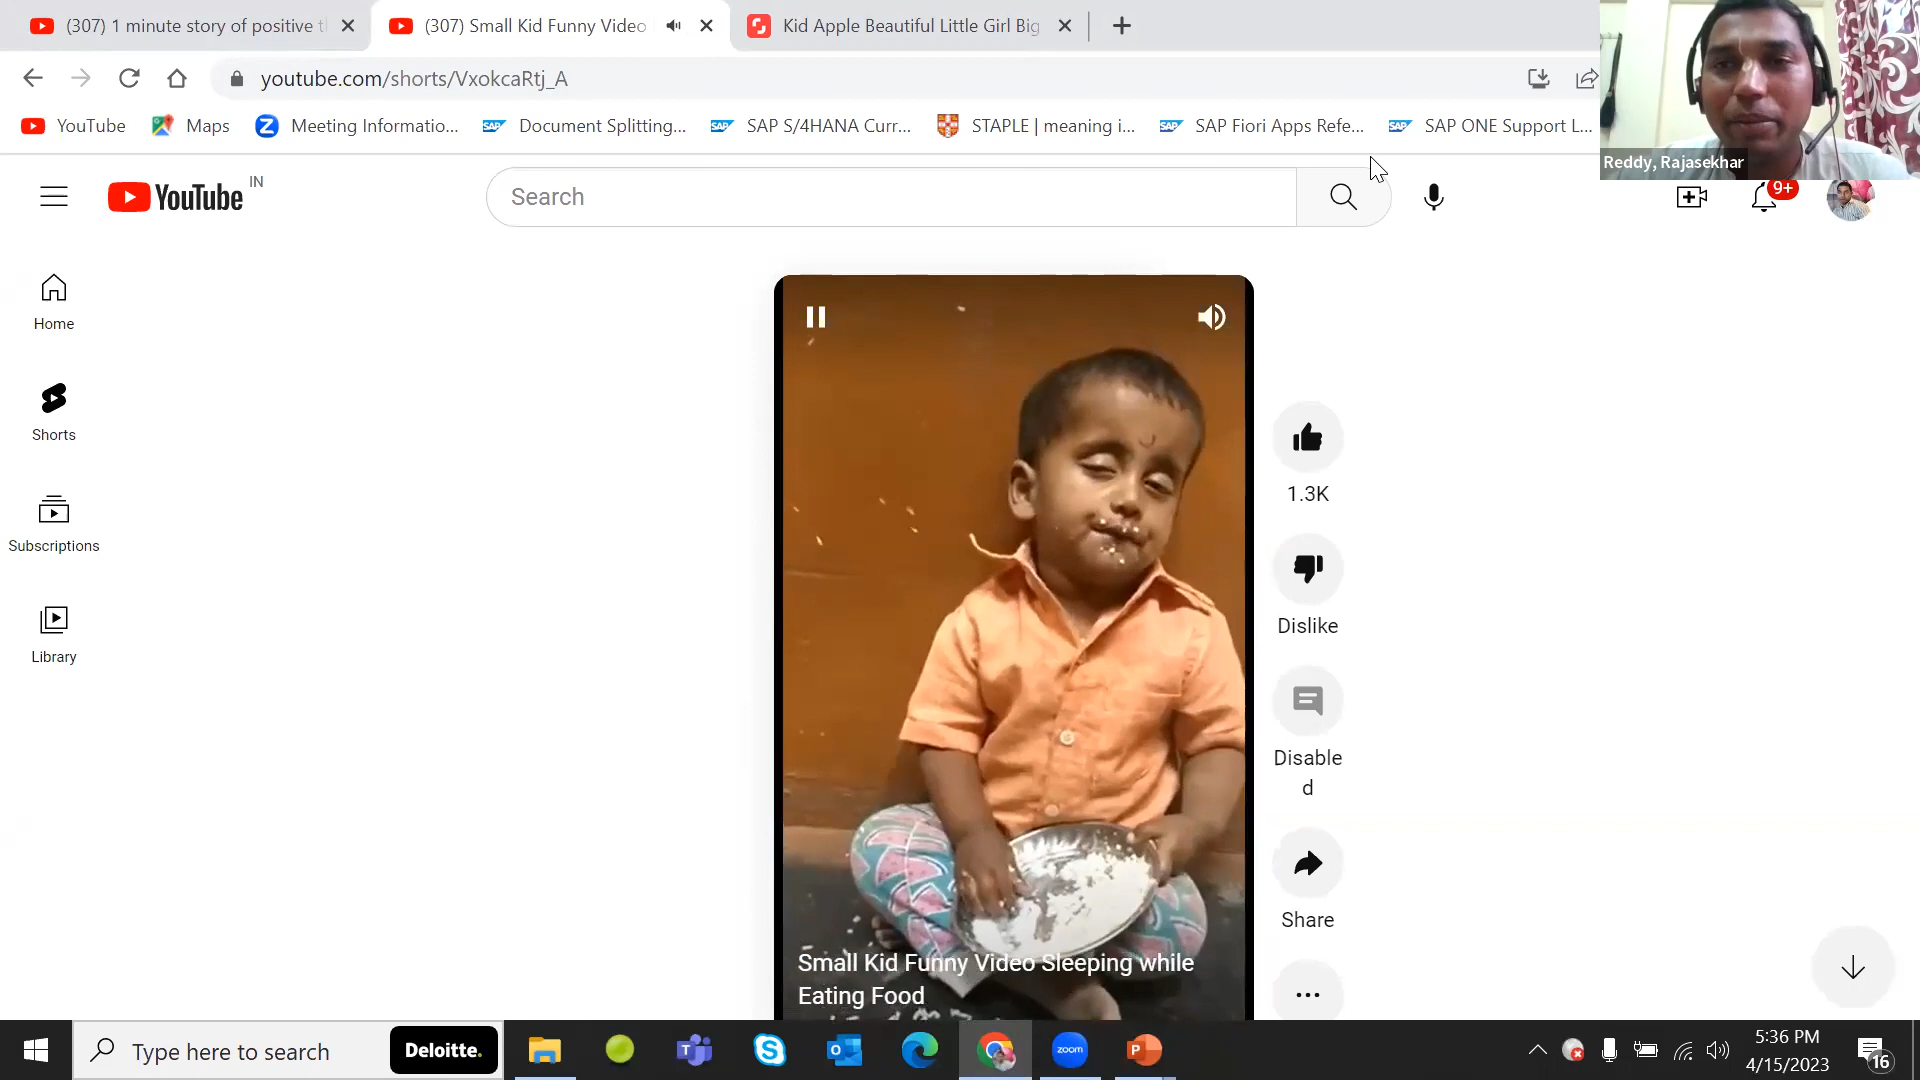 (307) 1 minute story of positive t
(307) Small Kid Funny Video
Kid Apple Beautiful Little Girl Big
youtube.com/shorts/VxokcaRtj_A
YouTube
Maps
Meeting Informatio...
Document Splitting...
SAP S/4HANA Curr...
STAPLE | meaning i...
SAP Fiori Apps Refe...
SAP ONE Support L...
Reddy, Rajasekhar
YouTube IN
Search
9+
Home
Shorts
Subscriptions
Library
1.3K
Dislike
Disable
d
Share
Small Kid Funny Video Sleeping while
Eating Food
Type here to search
Deloitte.
zoom
5:36 PM
4/15/2023
16